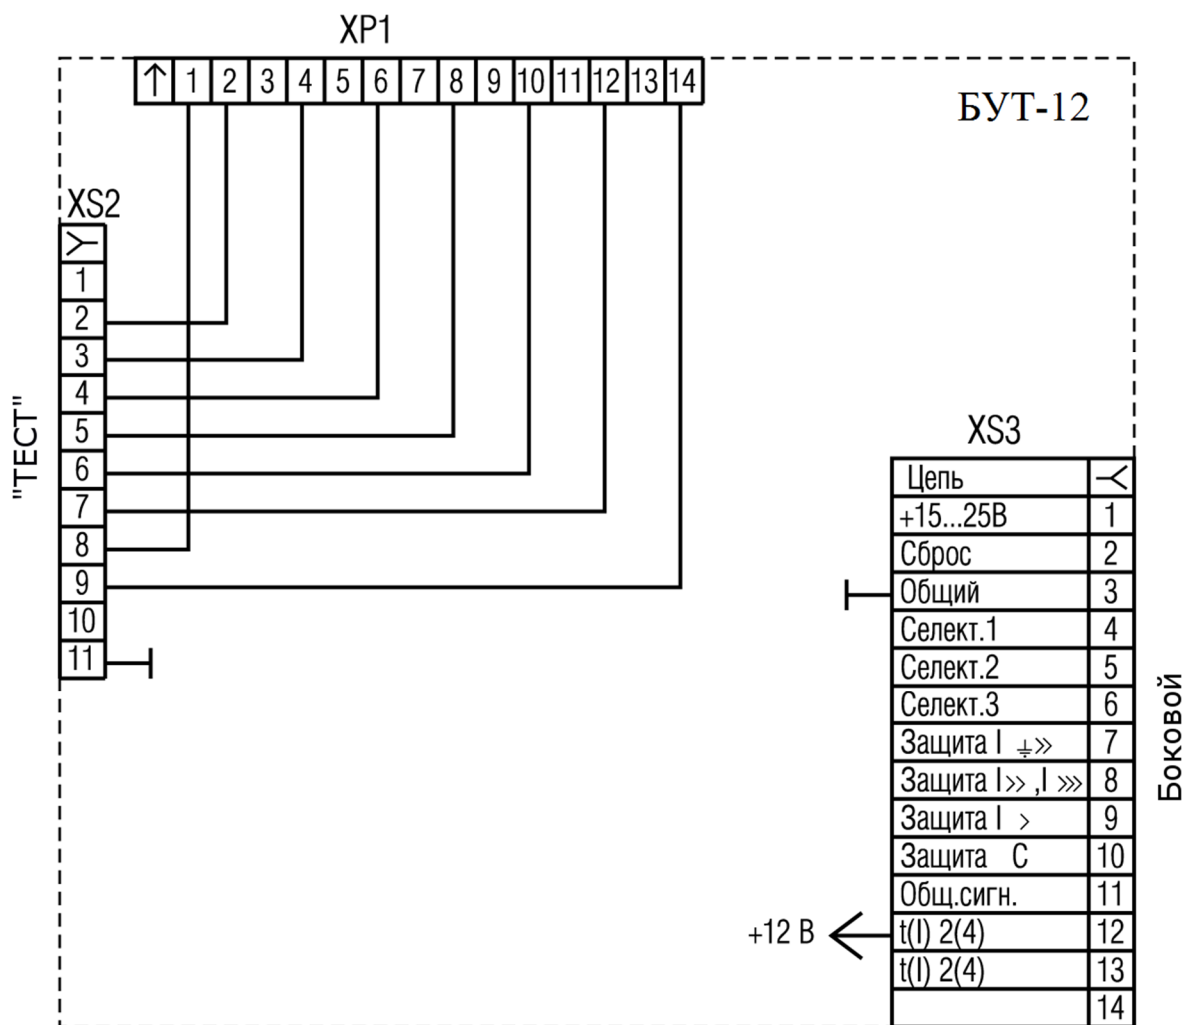 XP1
1 2 3 4 5 6 7 8 9 10 11 12 13 14
БУТ-12
XS2
1
2
3
4
5
6
7
8
9
10
11
"ТЕСТ"
XS3
Цепь
+15...25В 1
Сброс 2
Общий 3
Селект.1 4
Селект.2 5
Селект.3 6
Защита I ⏚>> 7
Защита I>> ,I >>> 8
Защита I > 9
Защита С 10
Общ.сигн. 11
t(I) 2(4) 12
t(I) 2(4) 13
14
+12 В
Боковой